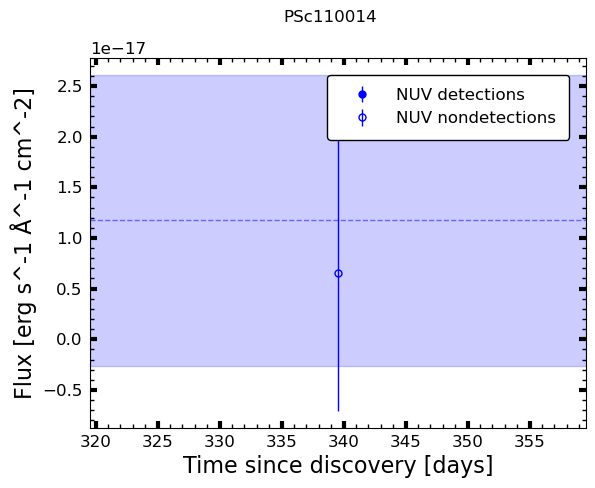 PSc110014
1e−17
NUV detections
NUV nondetections
2.5
2.0
1.5
1.0
0.5
0.0
−0.5
Flux [erg s^-1 Å^-1 cm^-2]
320 325 330 335 340 345 350 355
Time since discovery [days]